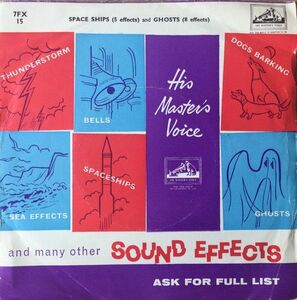 7FX
15
SPACE SHIPS (5 effects) and GHOSTS (8 effects)
THUNDERSTORM
BELLS
His
Master's
Voice
DOGS BARKING
SEA EFFECTS
SPACESHIPS
GHOSTS
and many other SOUND EFFECTS
ASK FOR FULL LIST